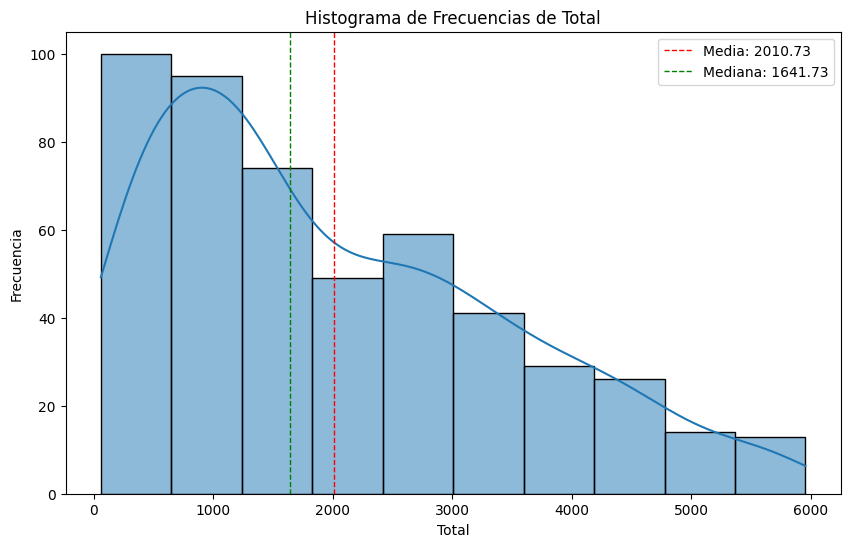 Histograma de Frecuencias de Total
Media: 2010.73
Mediana: 1641.73
100
80
60
40
20
0
Frecuencia
0 1000 2000 3000 4000 5000 6000
Total